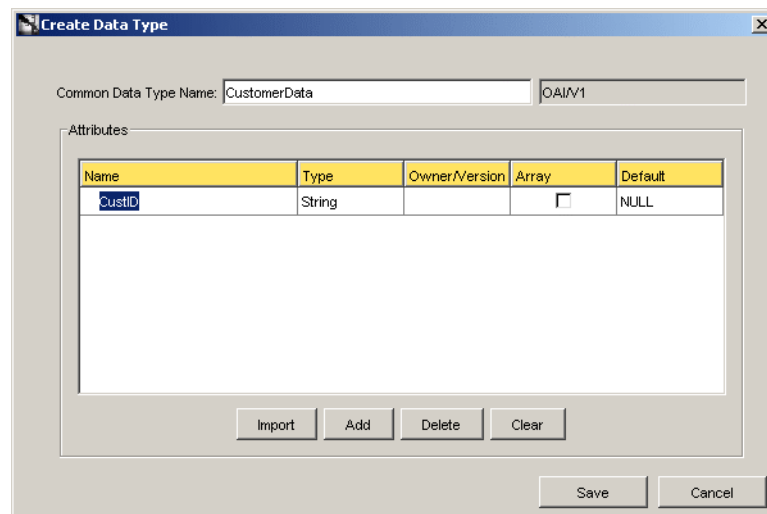 Create Data Type
Common Data Type Name: CustomerData OAI/V1
Attributes
Name Type Owner/Version Array Default
CustID String NULL
Import Add Delete Clear
Save Cancel